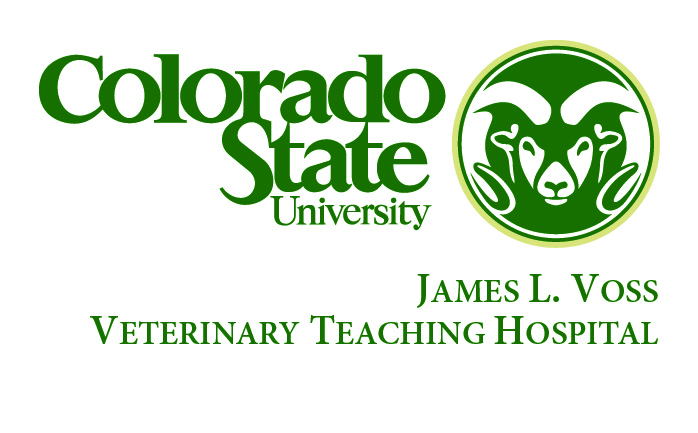 Colorado
State
University
James L. Voss
Veterinary Teaching Hospital